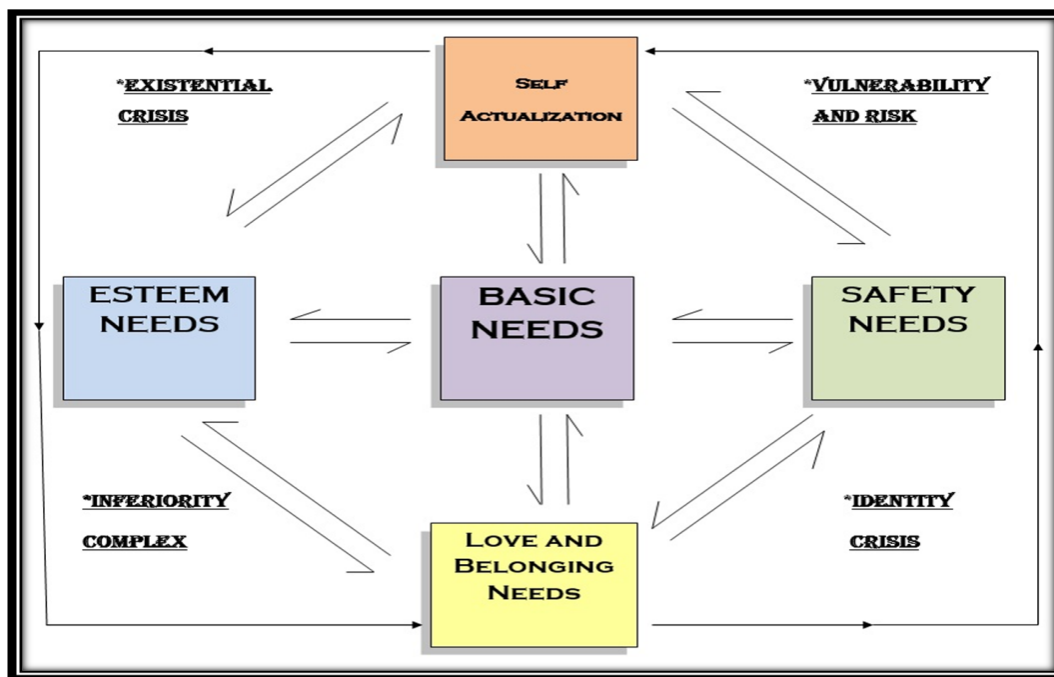 *EXISTENTIAL
CRISIS
SELF
ACTUALIZATION
*VULNERABILITY
AND RISK
ESTEEM
NEEDS
BASIC
NEEDS
SAFETY
NEEDS
*INFERIORITY
COMPLEX
LOVE AND
BELONGING
NEEDS
*IDENTITY
CRISIS